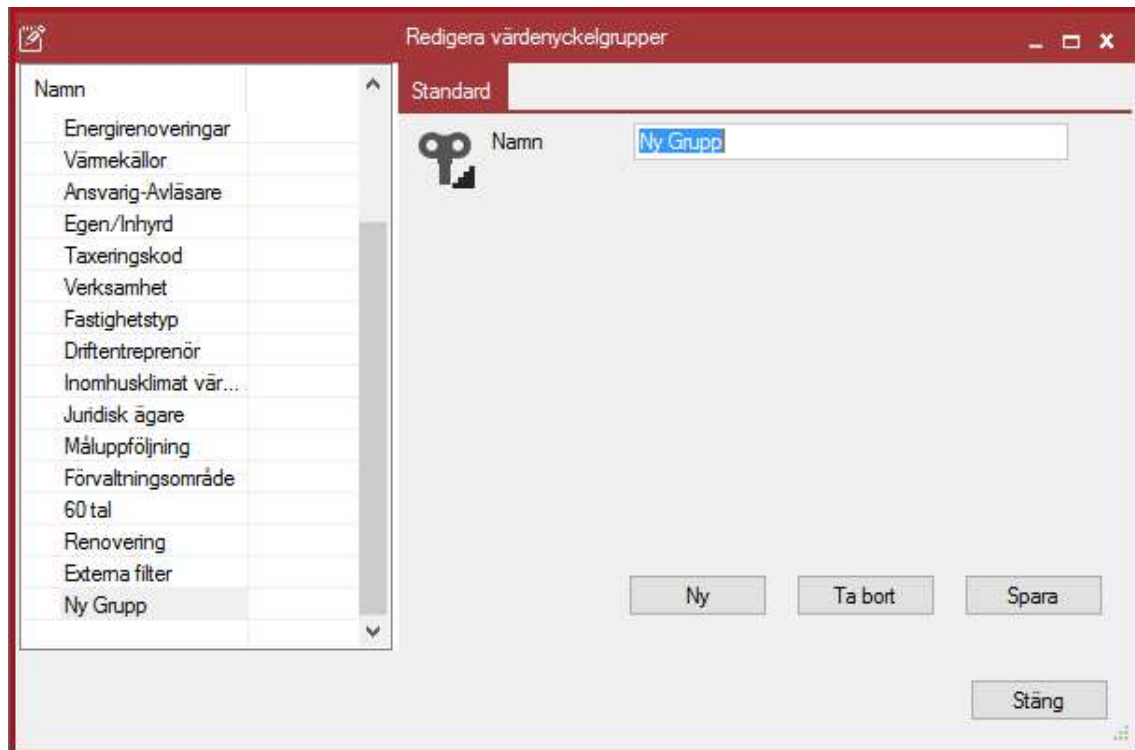 Redigera värdenyckelgrupper
Namn
Energirenoveringar
Värmekällor
Ansvarig-Avläsare
Egen/Inhyrd
Taxeringskod
Verksamhet
Fastighetstyp
Driftentreprenör
Inomhusklimat vär...
Juridisk ägare
Måluppföljning
Förvaltningsområde
60 tal
Renovering
Externa filter
Ny Grupp
Standard
Namn
Ny Grupp
Ny
Ta bort
Spara
Stäng